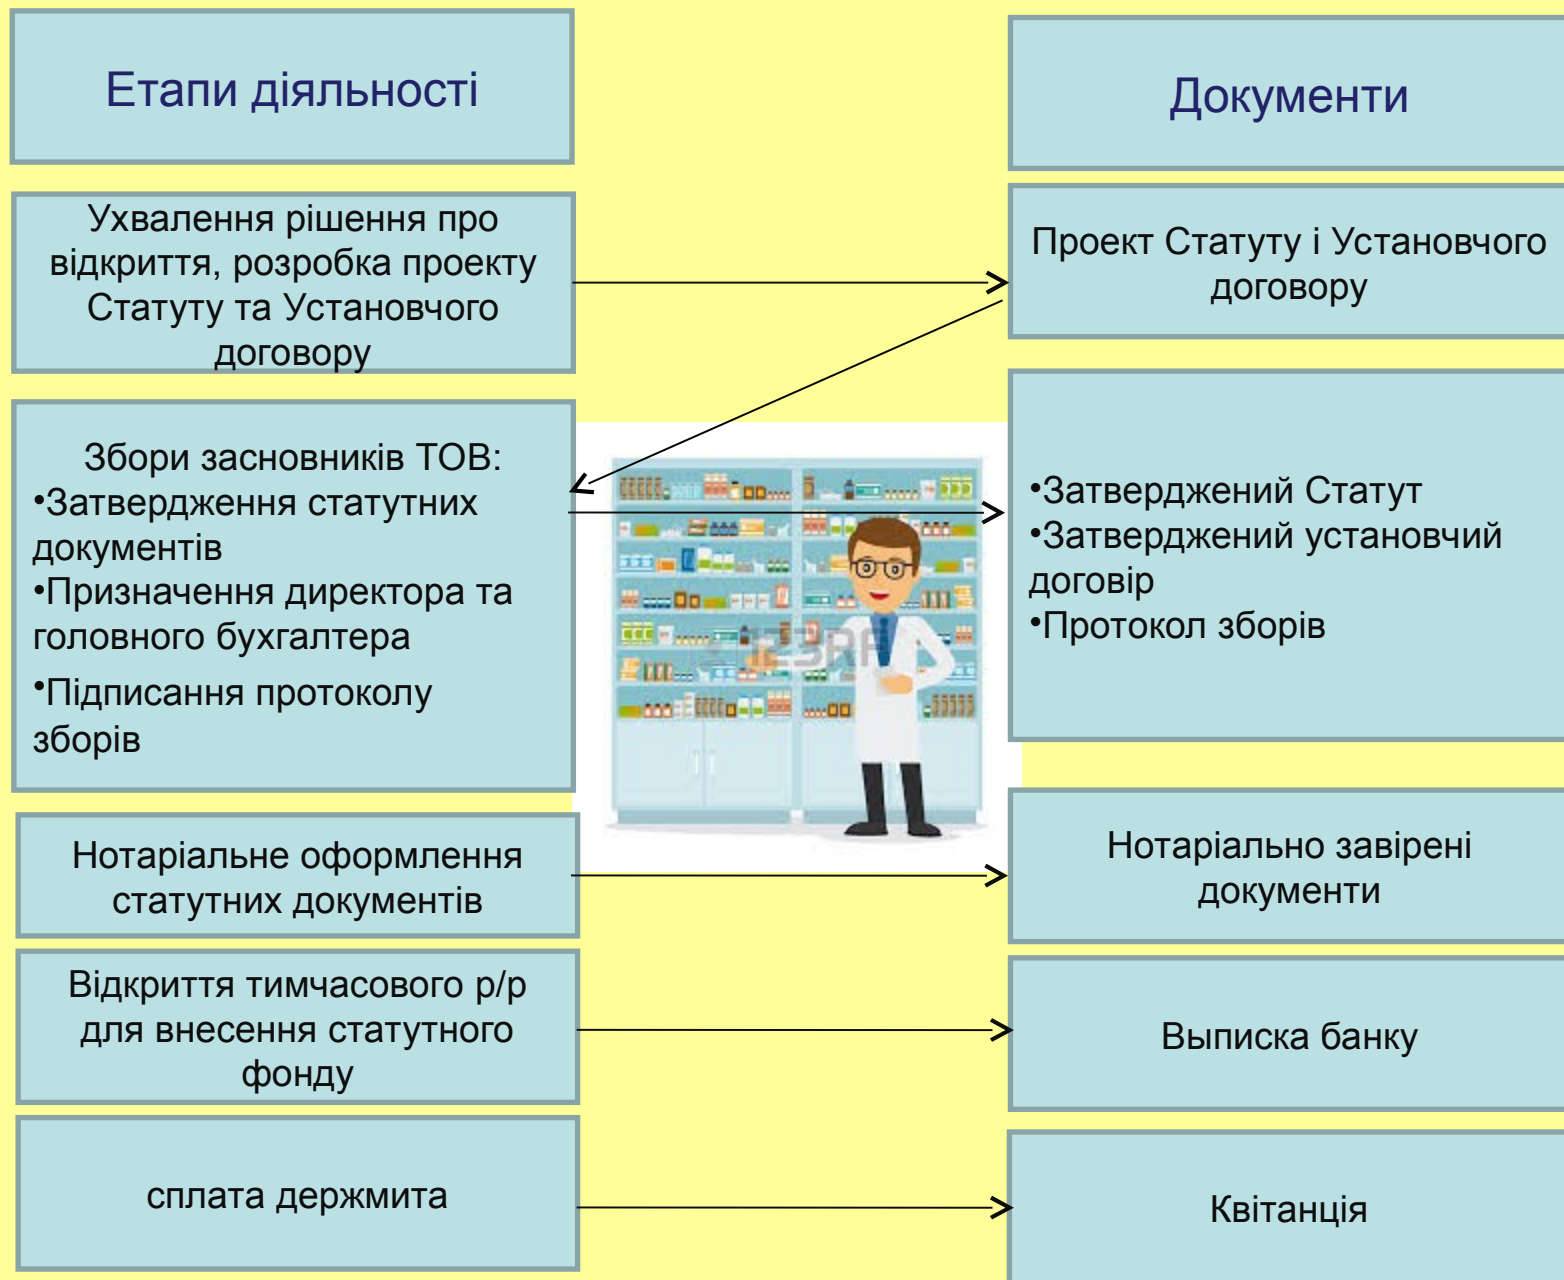 Етапи діяльності
Документи
Ухвалення рішення про
відкриття, розробка проекту
Статуту та Установчого
договору
Проект Статуту і Установчого
договору
Збори засновників ТОВ:
•Затвердження статутних
документів
•Призначення директора та
головного бухгалтера
•Підписання протоколу
зборів
•Затверджений Статут
•Затверджений установчий
договір
•Протокол зборів
123RF
Нотаріальне оформлення
статутних документів
Нотаріально завірені
документи
Відкриття тимчасового р/р
для внесення статутного
фонду
Выписка банку
сплата держмита
Квітанція